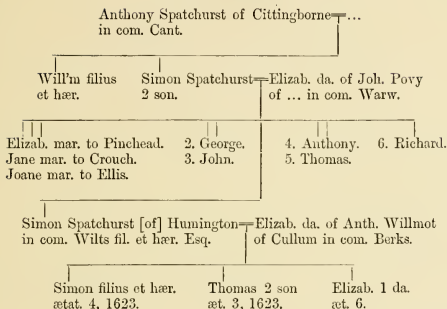 Anthony Spatchurst of Cittingborne=...
in com. Cant.
Will'm filius
et hær.
Simon Spatchurst=Elizab. da. of Joh. Povy
2 son.
of ... in com. Warw.
Elizab. mar. to Pinchead.
Jane mar. to Crouch.
Joane mar. to Ellis.
2. George.
3. John.
4. Anthony.
5. Thomas.
6. Richard.
Simon Spatchurst [of] Humington=Elizab. da. of Anth. Willmot
in com. Wilts fil. et hær. Esq.
of Cullum in com. Berks.
Simon filius et hær.
ætat. 4, 1623.
Thomas 2 son
æt. 3, 1623.
Elizab. 1 da.
æt. 6.